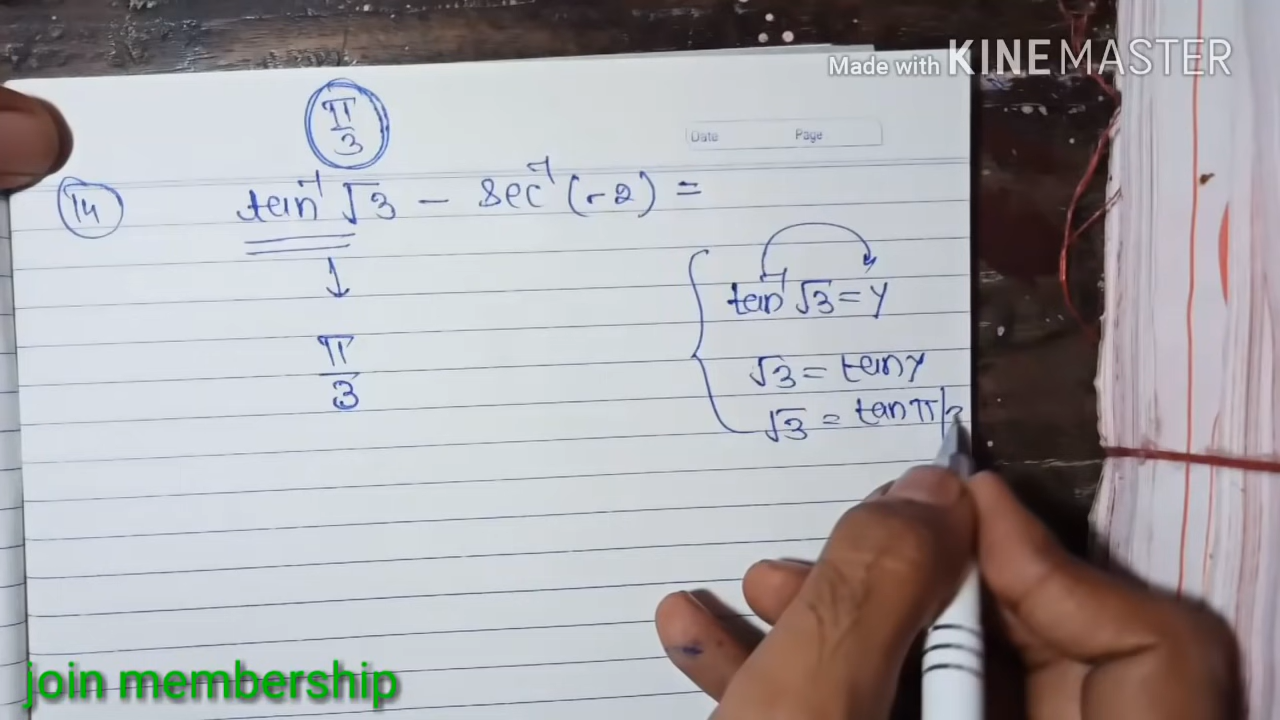 Made with KINEMASTER
π/3
Date Page
14 tan⁻¹ √3 − sec⁻¹ (-2) =
↓
tan⁻¹ √3 = y
π/3
√3 = tan y
√3 = tan π/3
join membership